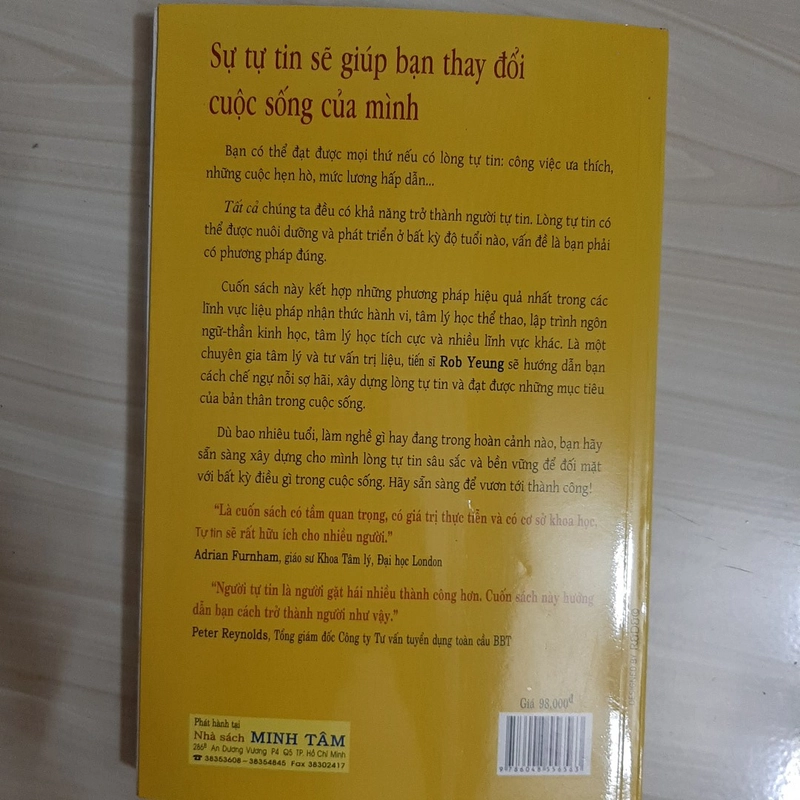 Sự tự tin sẽ giúp bạn thay đổi
cuộc sống của mình
Bạn có thể đạt được mọi thứ nếu có lòng tự tin: công việc ưa thích,
những cuộc hẹn hò, mức lương hấp dẫn...
Tất cả chúng ta đều có khả năng trở thành người tự tin. Lòng tự tin có
thể được nuôi dưỡng và phát triển ở bất kỳ độ tuổi nào, vấn đề là bạn phải
có phương pháp đúng.
Cuốn sách này kết hợp những phương pháp hiệu quả nhất trong các
lĩnh vực liệu pháp nhận thức hành vi, tâm lý học thể thao, lập trình ngôn
ngữ-thần kinh học, tâm lý học tích cực và nhiều lĩnh vực khác. Là một
chuyên gia tâm lý và tư vấn trị liệu, tiến sĩ Rob Yeung sẽ hướng dẫn bạn
cách chế ngự nỗi sợ hãi, xây dựng lòng tự tin và đạt được những mục tiêu
của bản thân trong cuộc sống.
Dù bao nhiêu tuổi, làm nghề gì hay đang trong hoàn cảnh nào, bạn hãy
sẵn sàng xây dựng cho mình lòng tự tin sâu sắc và bền vững để đối mặt
với bất kỳ điều gì trong cuộc sống. Hãy sẵn sàng để vươn tới thành công!
"Là cuốn sách có tầm quan trọng, có giá trị thực tiễn và có cơ sở khoa học.
Tự tin sẽ rất hữu ích cho nhiều người."
Adrian Furnham, giáo sư Khoa Tâm lý, Đại học London
"Người tự tin là người gặt hái nhiều thành công hơn. Cuốn sách này hướng
dẫn bạn cách trở thành người như vậy."
Peter Reynolds, Tổng giám đốc Công ty Tư vấn tuyển dụng toàn cầu BBT
Giá 98,000đ
Phát hành tại
Nhà sách MINH TÂM
286B An Dương Vương P4 Q5 TP. Hồ Chí Minh
☎ 38353608 - 38354845 Fax 38302417